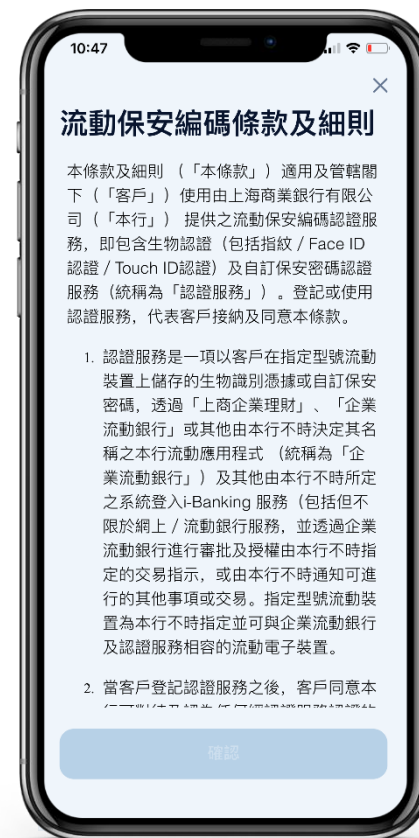 10:47
流動保安編碼條款及細則
本條款及細則 （「本條款」）適用及管轄閣
下（「客戶」）使用由上海商業銀行有限公
司（「本行」） 提供之流動保安編碼認證服
務，即包含生物認證（包括指紋 / Face ID
認證 / Touch ID認證）及自訂保安密碼認證
服務（統稱為「認證服務」）。登記或使用
認證服務，代表客戶接納及同意本條款。
1. 認證服務是一項以客戶在指定型號流動
裝置上儲存的生物識別憑據或自訂保安
密碼，透過「上商企業理財」、「企業
流動銀行」或其他由本行不時決定其名
稱之本行流動應用程式 （統稱為「企
業流動銀行」）及其他由本行不時所定
之系統登入i-Banking 服務（包括但不
限於網上 / 流動銀行服務，並透過企業
流動銀行進行審批及授權由本行不時指
定的交易指示，或由本行不時通知可進
行的其他事項或交易。指定型號流動裝
置為本行不時指定並可與企業流動銀行
及認證服務相容的流動電子裝置。
2. 當客戶登記認證服務之後，客戶同意本
確認